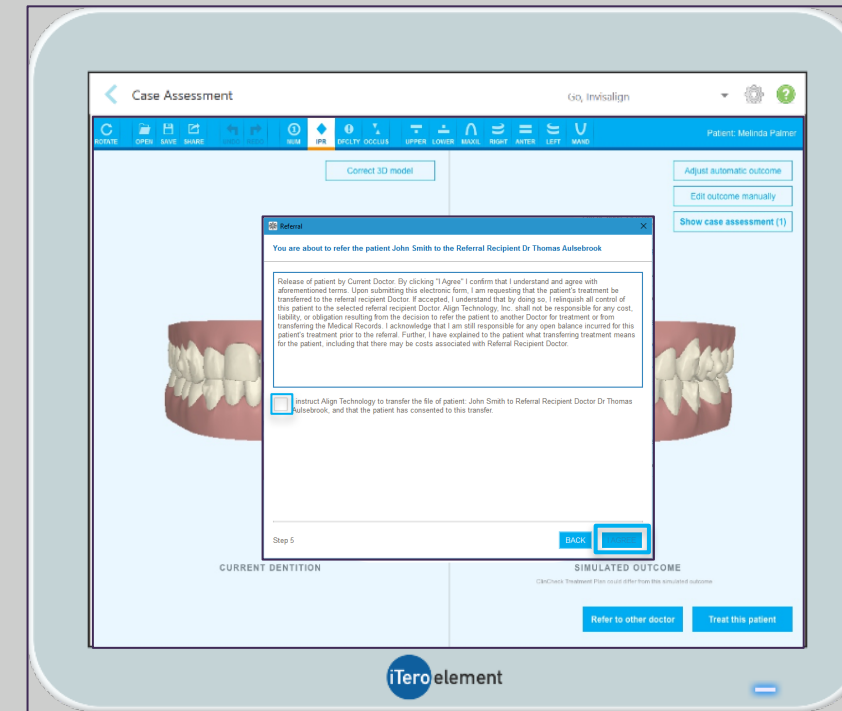 Case Assessment
Go, Invisalign
?
ROTATE
OPEN
SAVE
SHARE
NUM
IPR
DFCLTY
OCCLUS
UPPER
LOWER
MAXIL
RIGHT
ANTER
LEFT
MAND
Patient: Melinda Palmer
Correct 3D model
Adjust automatic outcome
Edit outcome manually
Show case assessment (1)
Referral
You are about to refer the patient John Smith to the Referral Recipient Dr Thomas Aulsebrook
Release of patient by Current Doctor. By clicking "I Agree" I confirm that I understand and agree with
aforementioned terms. Upon submitting this electronic form, I am requesting that the patient's treatment be
transferred to the referral recipient Doctor. If accepted, I understand that by doing so, I relinquish all control of
this patient to the selected referral recipient Doctor. Align Technology, Inc. shall not be responsible for any cost,
liability, or obligation resulting from the decision to refer the patient to another Doctor for treatment or from
transferring the Medical Records. I acknowledge that I am still responsible for any open balance incurred for this
patient's treatment prior to the referral. Further, I have explained to the patient what transferring treatment means
for the patient, including that there may be costs associated with Referral Recipient Doctor.
instruct Align Technology to transfer the file of patient: John Smith to Referral Recipient Doctor Dr Thomas
Aulsebrook, and that the patient has consented to this transfer.
Step 5
BACK
CURRENT DENTITION
SIMULATED OUTCOME
ClinCheck Treatment Plan could differ from this simulated outcome.
Refer to other doctor
Treat this patient
iTero element